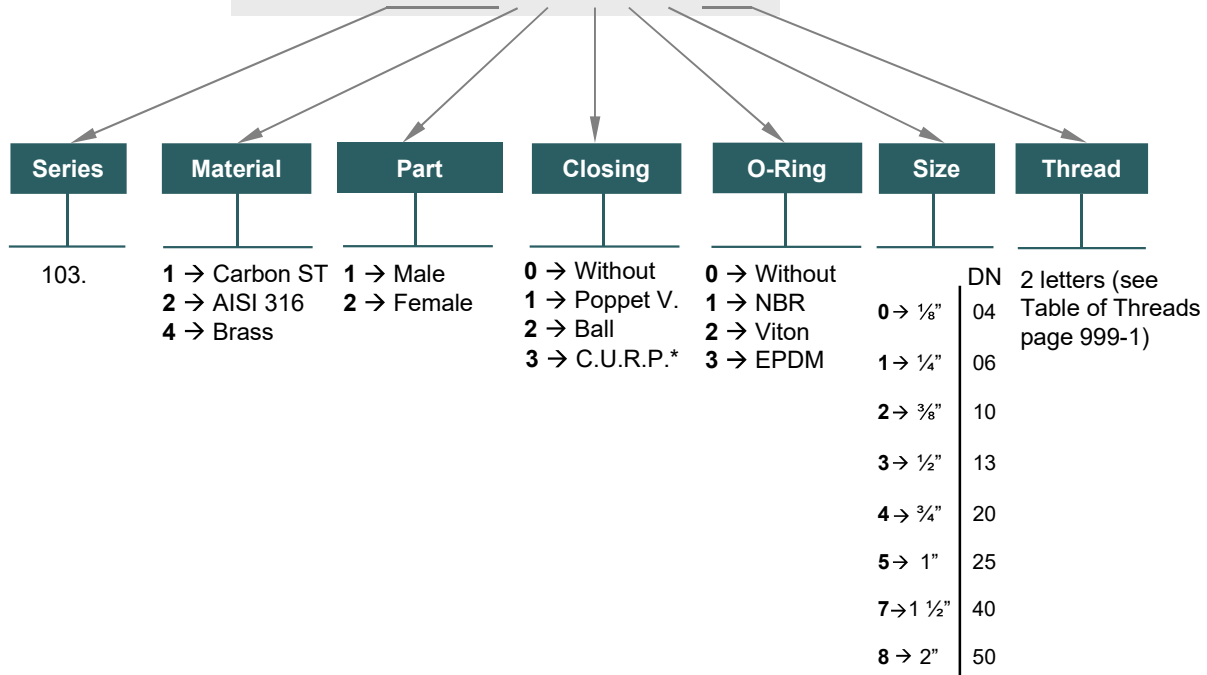 Series Material Part Closing O-Ring Size Thread
103.
1 → Carbon ST
2 → AISI 316
4 → Brass
1 → Male
2 → Female
0 → Without
1 → Poppet V.
2 → Ball
3 → C.U.R.P.*
0 → Without
1 → NBR
2 → Viton
3 → EPDM
DN
0 → ⅛” 04
1 → ¼” 06
2 → ⅜” 10
3 → ½” 13
4 → ¾” 20
5 → 1” 25
7→1 ½” 40
8 → 2” 50
2 letters (see
Table of Threads
page 999-1)